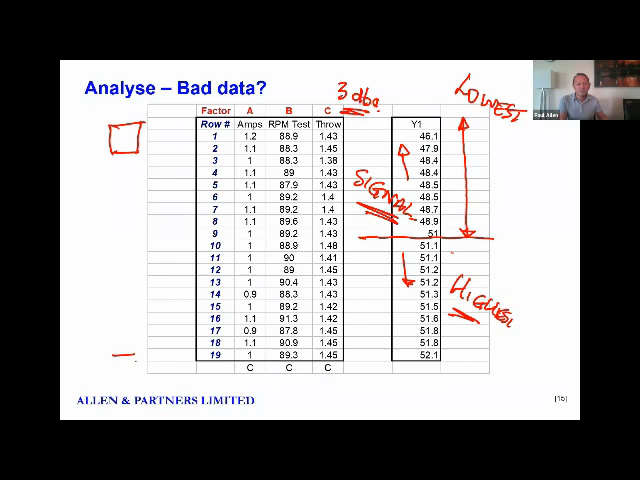 Analyse – Bad data?
3 dba
LOWEST
Paul Allen
Factor A B C
Row # Amps RPM Test Throw Y1
1 1.2 88.9 1.43 46.1
2 1.1 88.3 1.45 47.9
3 1 88.3 1.38 48.4
4 1.1 89 1.43 48.4
5 1.1 87.9 1.43 48.5
6 1 89.2 1.4 48.5
7 1.1 89.2 1.4 48.7
8 1.1 89.6 1.43 48.9
9 1 89.2 1.43 51
10 1 88.9 1.48 51.1
11 1 90 1.41 51.1
12 1 89 1.45 51.2
13 1 90.4 1.43 51.2
14 0.9 88.3 1.43 51.3
15 1 89.2 1.42 51.5
16 1.1 91.3 1.42 51.6
17 0.9 87.8 1.45 51.8
18 1.1 90.9 1.45 51.8
19 1 89.3 1.45 52.1
C C C
SIGNAL
HIGHEST
ALLEN & PARTNERS LIMITED
[15]